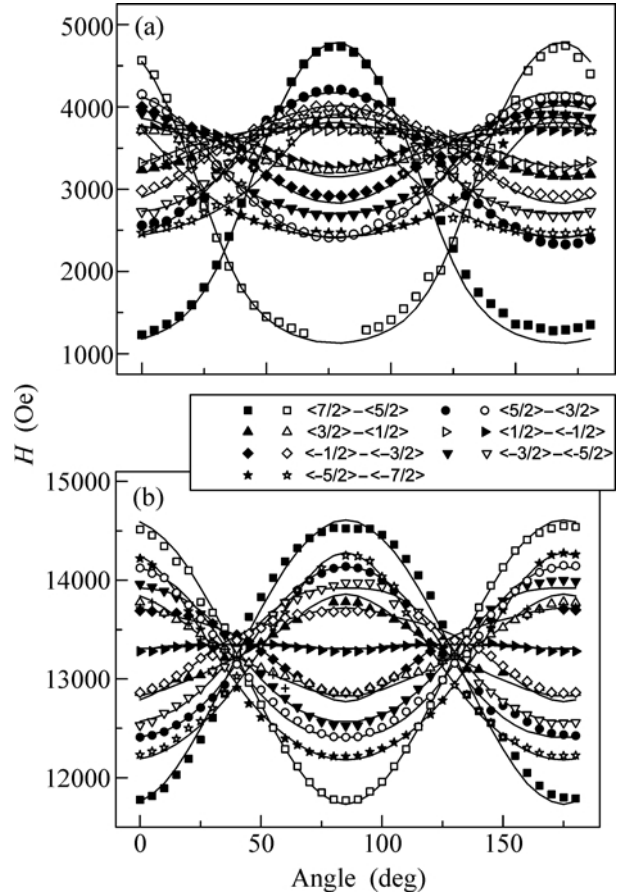 (a)
5000
4000
3000
2000
1000
H (Oe)
<7/2>–<5/2> <5/2>–<3/2>
<3/2>–<1/2> <1/2>–<-1/2>
<-1/2>–<-3/2> <-3/2>–<-5/2>
<-5/2>–<-7/2>
(b)
15000
14000
13000
12000
0 50 100 150
Angle (deg)